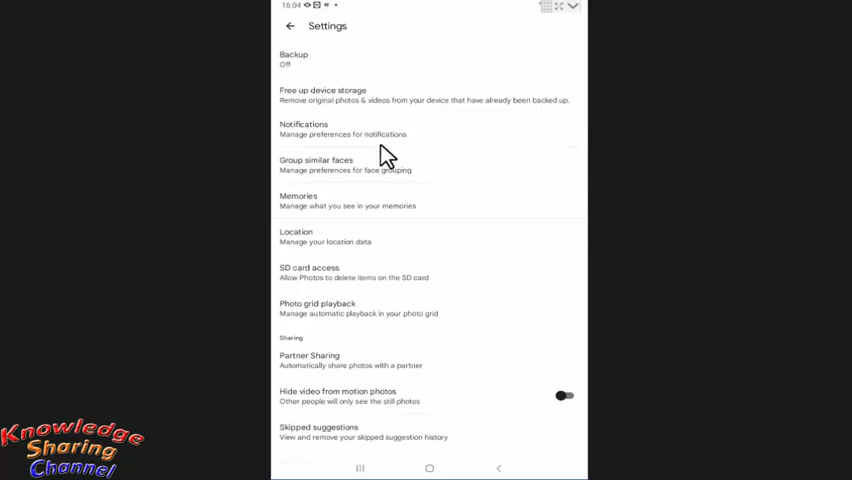 16:04
Settings
Backup
Off
Free up device storage
Remove original photos & videos from your device that have already been backed up.
Notifications
Manage preferences for notifications
Group similar faces
Manage preferences for face grouping
Memories
Manage what you see in your memories
Location
Manage your location data
SD card access
Allow Photos to delete items on the SD card
Photo grid playback
Manage automatic playback in your photo grid
Sharing
Partner Sharing
Automatically share photos with a partner
Hide video from motion photos
Other people will only see the still photos
Skipped suggestions
View and remove your skipped suggestion history
Knowledge
Sharing
Channel